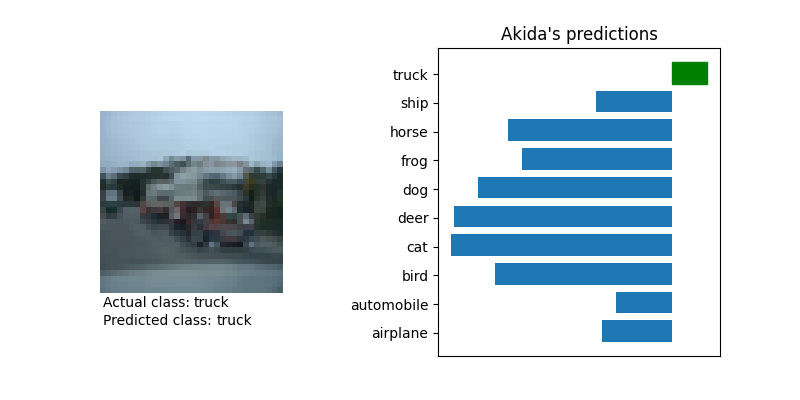 Akida's predictions
truck
ship
horse
frog
dog
deer
cat
bird
automobile
airplane
Actual class: truck
Predicted class: truck